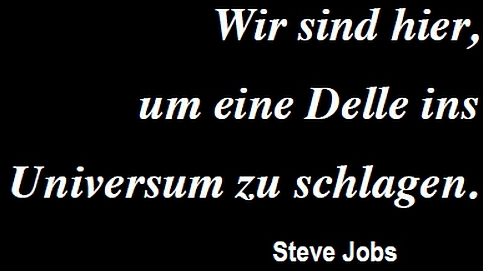 Wir sind hier,
um eine Delle ins
Universum zu schlagen.
Steve Jobs